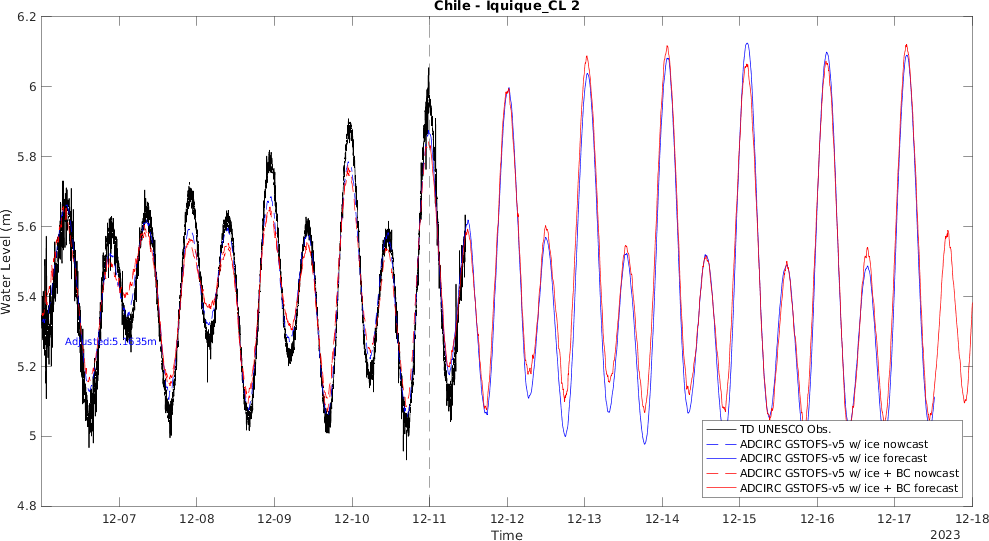 Chile - Iquique_CL 2
6.2
6
5.8
5.6
5.4
5.2
5
4.8
Water Level (m)
Adjusted:5.1635m
TD UNESCO Obs.
ADCIRC GSTOFS-v5 w/ ice nowcast
ADCIRC GSTOFS-v5 w/ ice forecast
ADCIRC GSTOFS-v5 w/ ice + BC nowcast
ADCIRC GSTOFS-v5 w/ ice + BC forecast
12-07 12-08 12-09 12-10 12-11 12-12 12-13 12-14 12-15 12-16 12-17 12-18
Time
2023